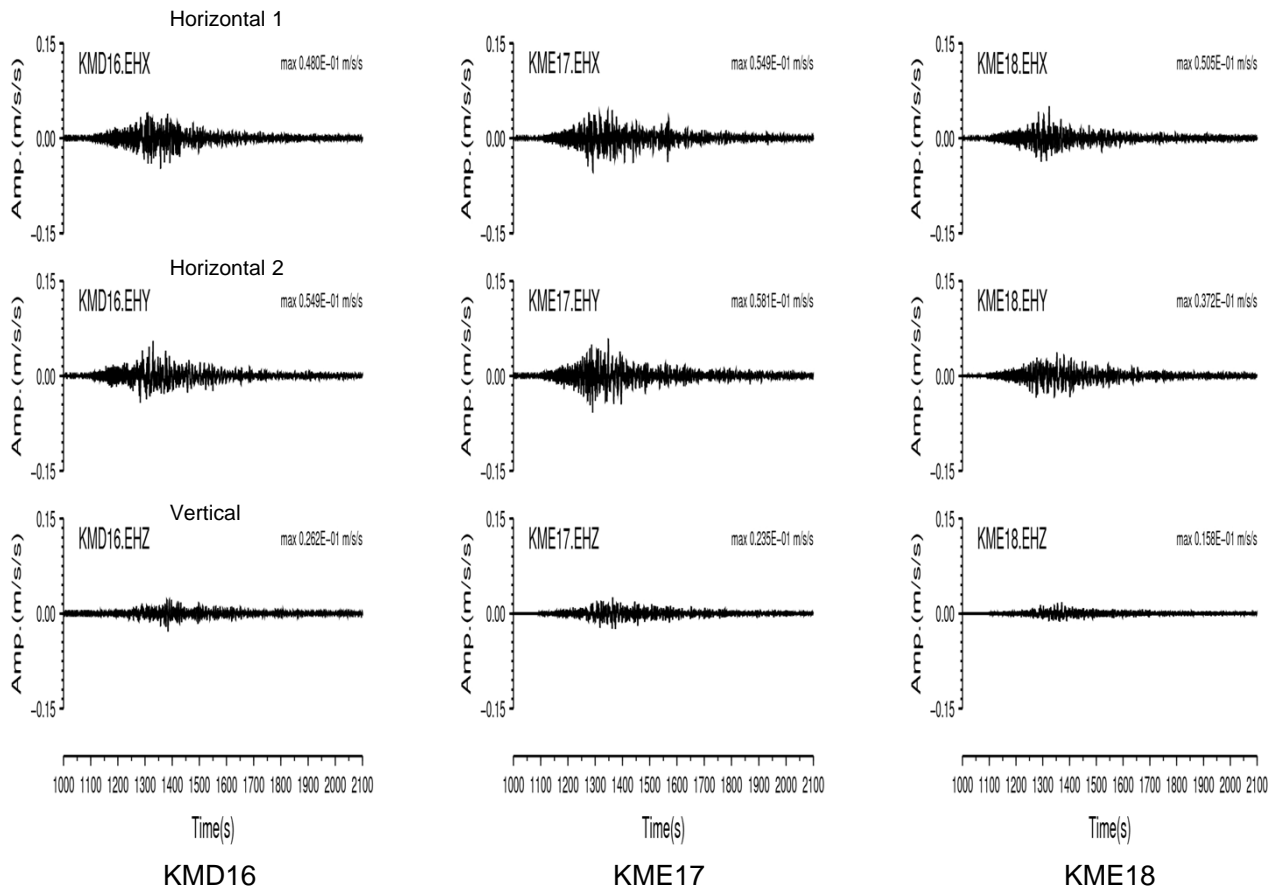 Horizontal 1
0.15
0.00
−0.15
Amp.(m/s/s)
KMD16.EHX
max 0.480E−01 m/s/s
0.15
0.00
−0.15
Amp.(m/s/s)
KME17.EHX
max 0.549E−01 m/s/s
0.15
0.00
−0.15
Amp.(m/s/s)
KME18.EHX
max 0.505E−01 m/s/s
Horizontal 2
0.15
0.00
−0.15
Amp.(m/s/s)
KMD16.EHY
max 0.549E−01 m/s/s
0.15
0.00
−0.15
Amp.(m/s/s)
KME17.EHY
max 0.581E−01 m/s/s
0.15
0.00
−0.15
Amp.(m/s/s)
KME18.EHY
max 0.372E−01 m/s/s
Vertical
0.15
0.00
−0.15
Amp.(m/s/s)
KMD16.EHZ
max 0.262E−01 m/s/s
0.15
0.00
−0.15
Amp.(m/s/s)
KME17.EHZ
max 0.235E−01 m/s/s
0.15
0.00
−0.15
Amp.(m/s/s)
KME18.EHZ
max 0.158E−01 m/s/s
1000 1100 1200 1300 1400 1500 1600 1700 1800 1900 2000 2100
Time(s)
KMD16
1000 1100 1200 1300 1400 1500 1600 1700 1800 1900 2000 2100
Time(s)
KME17
1000 1100 1200 1300 1400 1500 1600 1700 1800 1900 2000 2100
Time(s)
KME18